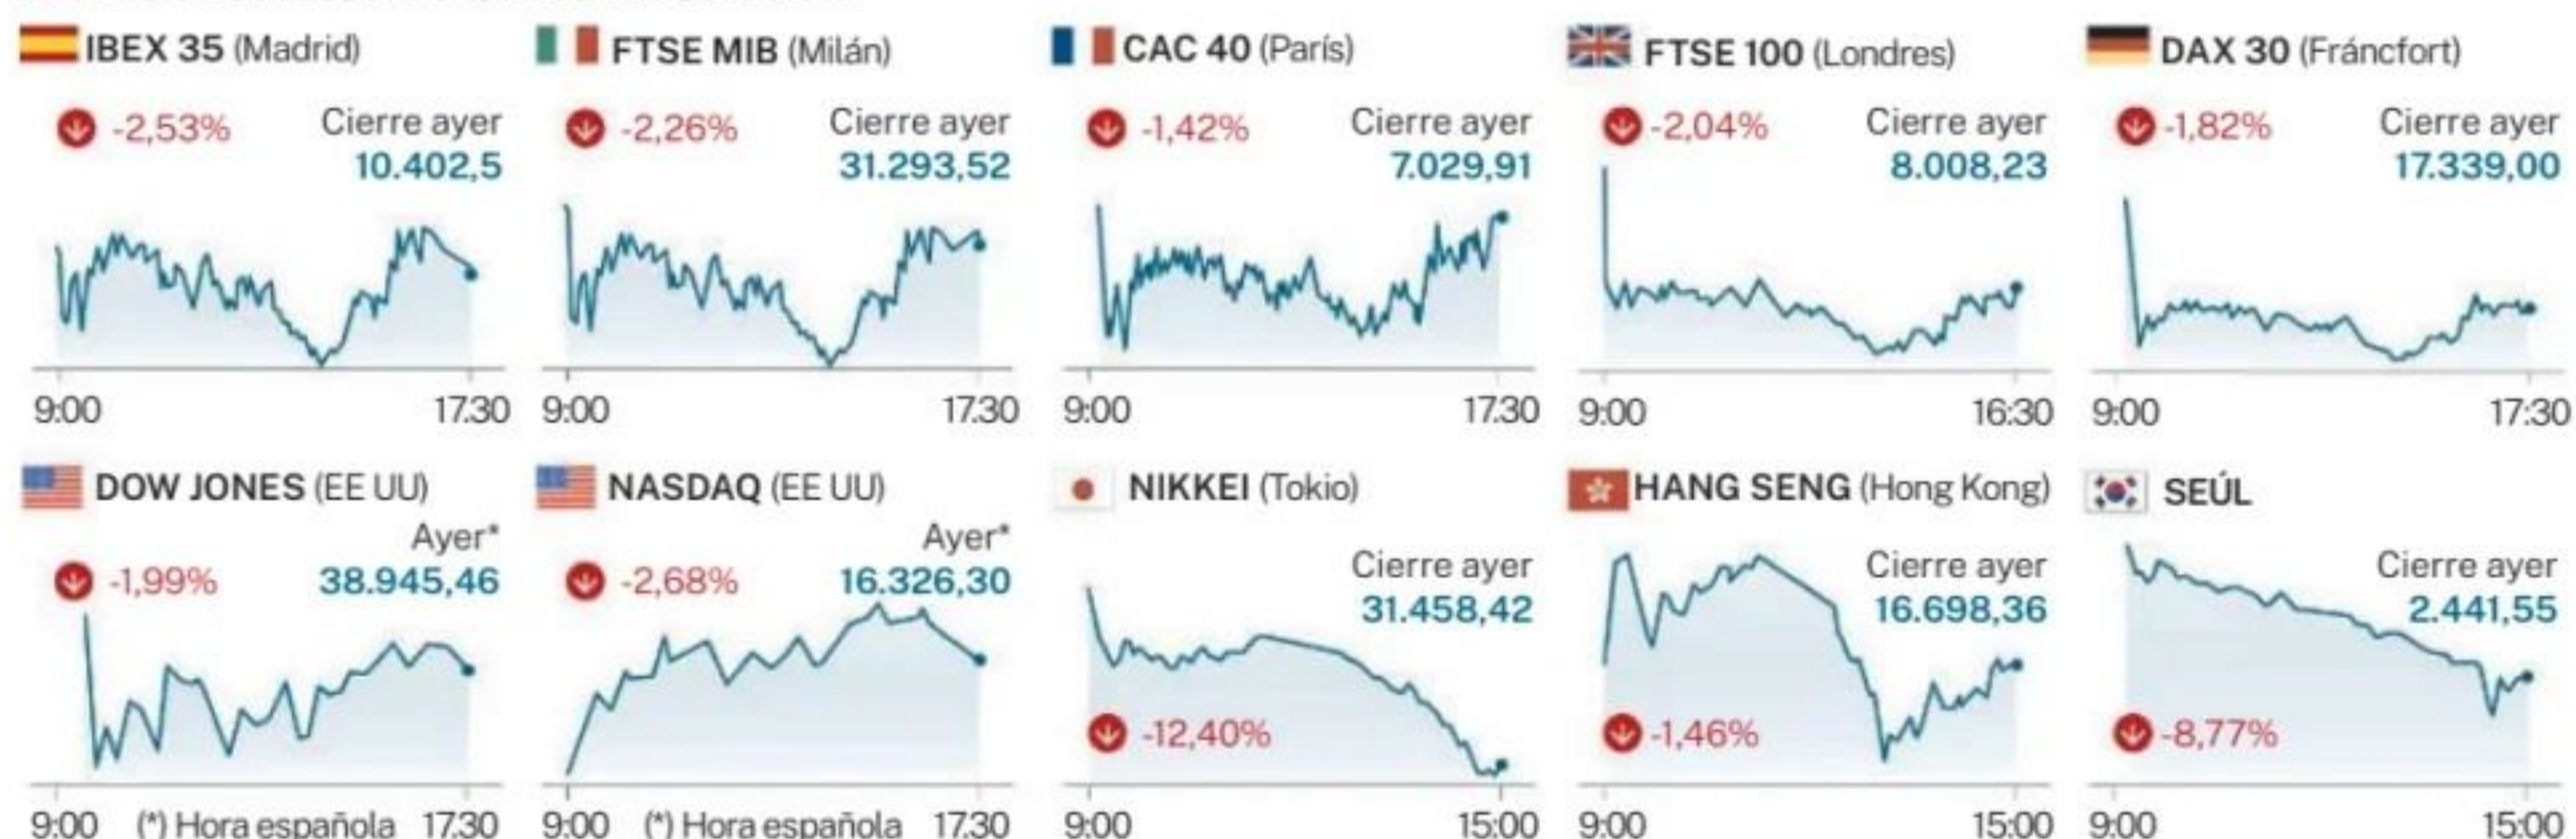 IBEX 35 (Madrid)
-2,53%
Cierre ayer
10.402,5
9:00
17:30
FTSE MIB (Milán)
-2,26%
Cierre ayer
31.293,52
9:00
17:30
CAC 40 (París)
-1,42%
Cierre ayer
7.029,91
9:00
17:30
FTSE 100 (Londres)
-2,04%
Cierre ayer
8.008,23
9:00
16:30
DAX 30 (Fráncfort)
-1,82%
Cierre ayer
17.339,00
9:00
17:30
DOW JONES (EE UU)
Ayer*
-1,99%
38.945,46
9:00
(*) Hora española
17:30
NASDAQ (EE UU)
Ayer*
-2,68%
16.326,30
9:00
(*) Hora española
17:30
NIKKEI (Tokio)
Cierre ayer
31.458,42
-12,40%
9:00
15:00
HANG SENG (Hong Kong)
Cierre ayer
16.698,36
-1,46%
9:00
15:00
SEÚL
Cierre ayer
2.441,55
-8,77%
9:00
15:00